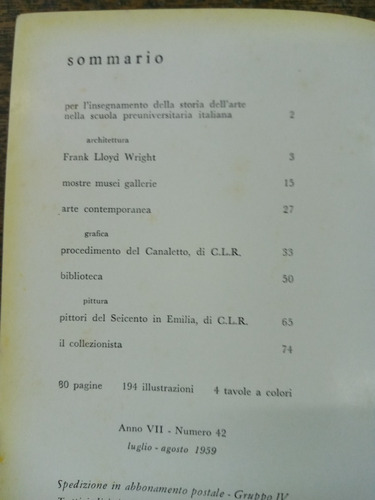 sommario
per l'insegnamento della storia dell'arte
nella scuola preuniversitaria italiana 2
architettura
Frank Lloyd Wright 3
mostre musei gallerie 15
arte contemporanea 27
grafica
procedimento del Canaletto, di C.L.R. 33
biblioteca 50
pittura
pittori del Seicento in Emilia, di C.L.R. 65
il collezionista 74
80 pagine 194 illustrazioni 4 tavole a colori
Anno VII - Numero 42
luglio - agosto 1959
Spedizione in abbonamento postale - Gruppo IV